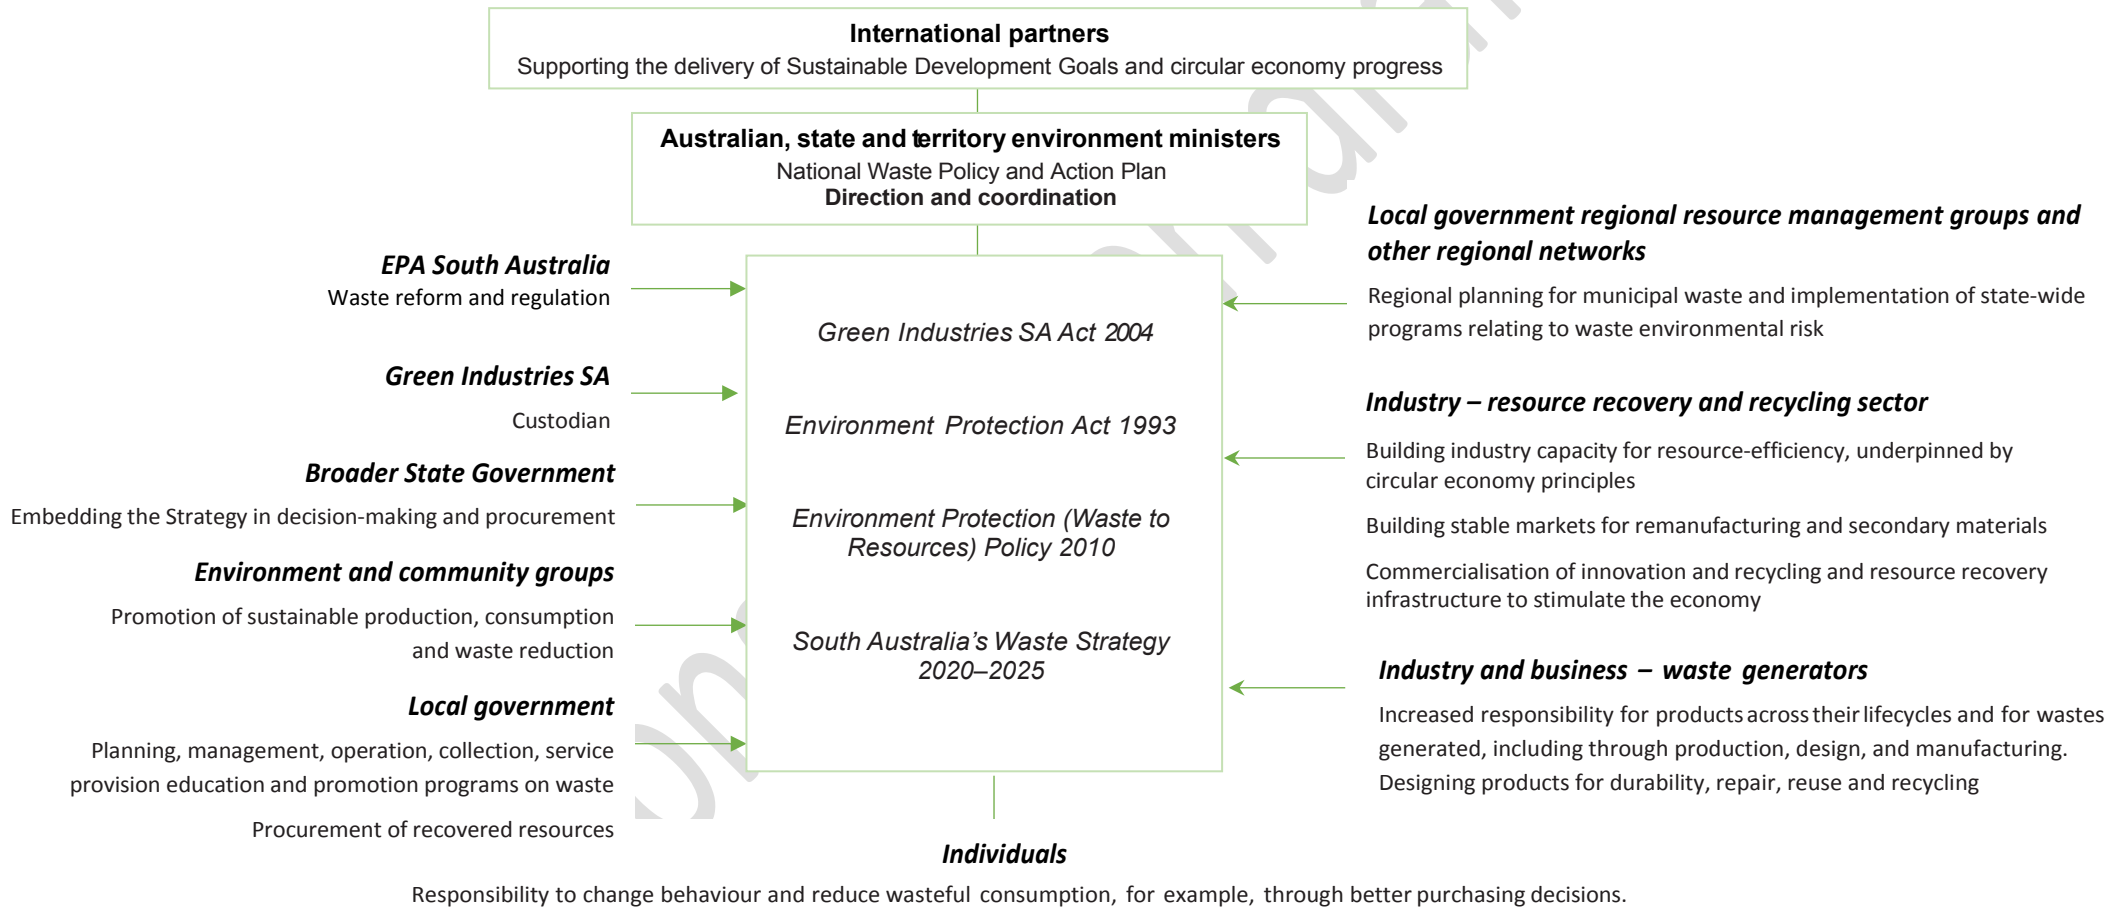 International partners
Supporting the delivery of Sustainable Development Goals and circular economy progress
Australian, state and territory environment ministers
National Waste Policy and Action Plan
Direction and coordination
EPA South Australia
Waste reform and regulation
Green Industries SA
Custodian
Broader State Government
Embedding the Strategy in decision-making and procurement
Environment and community groups
Promotion of sustainable production, consumption
and waste reduction
Local government
Planning, management, operation, collection, service
provision education and promotion programs on waste
Procurement of recovered resources
Green Industries SA Act 2004
Environment Protection Act 1993
Environment Protection (Waste to
Resources) Policy 2010
South Australia’s Waste Strategy
2020–2025
Local government regional resource management groups and
other regional networks
Regional planning for municipal waste and implementation of state-wide
programs relating to waste environmental risk
Industry – resource recovery and recycling sector
Building industry capacity for resource-efficiency, underpinned by
circular economy principles
Building stable markets for remanufacturing and secondary materials
Commercialisation of innovation and recycling and resource recovery
infrastructure to stimulate the economy
Industry and business – waste generators
Increased responsibility for products across their lifecycles and for wastes
generated, including through production, design, and manufacturing.
Designing products for durability, repair, reuse and recycling
Individuals
Responsibility to change behaviour and reduce wasteful consumption, for example, through better purchasing decisions.